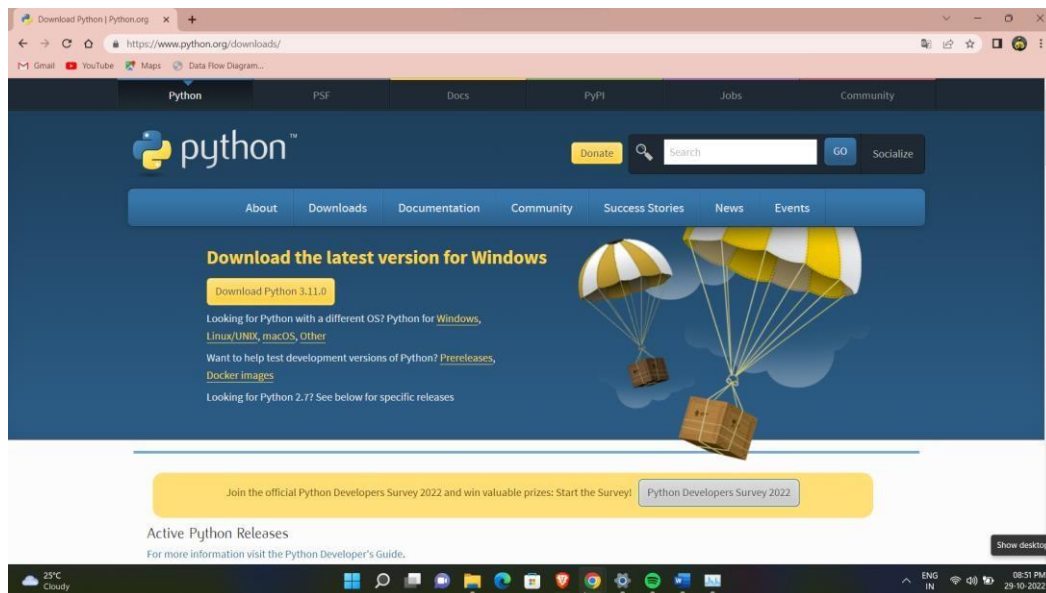 Download Python | Python.org
https://www.python.org/downloads/
Gmail YouTube Maps Data Flow Diagram...
Python PSF Docs PyPI Jobs Community
python™
Donate Search GO Socialize
About Downloads Documentation Community Success Stories News Events
Download the latest version for Windows
Download Python 3.11.0
Looking for Python with a different OS? Python for Windows,
Linux/UNIX, macOS, Other
Want to help test development versions of Python? Prereleases,
Docker images
Looking for Python 2.7? See below for specific releases
Join the official Python Developers Survey 2022 and win valuable prizes: Start the Survey! Python Developers Survey 2022
Active Python Releases
For more information visit the Python Developer's Guide.
Show desktop
25°C
Cloudy
ENG
IN
08:51 PM
29-10-2022